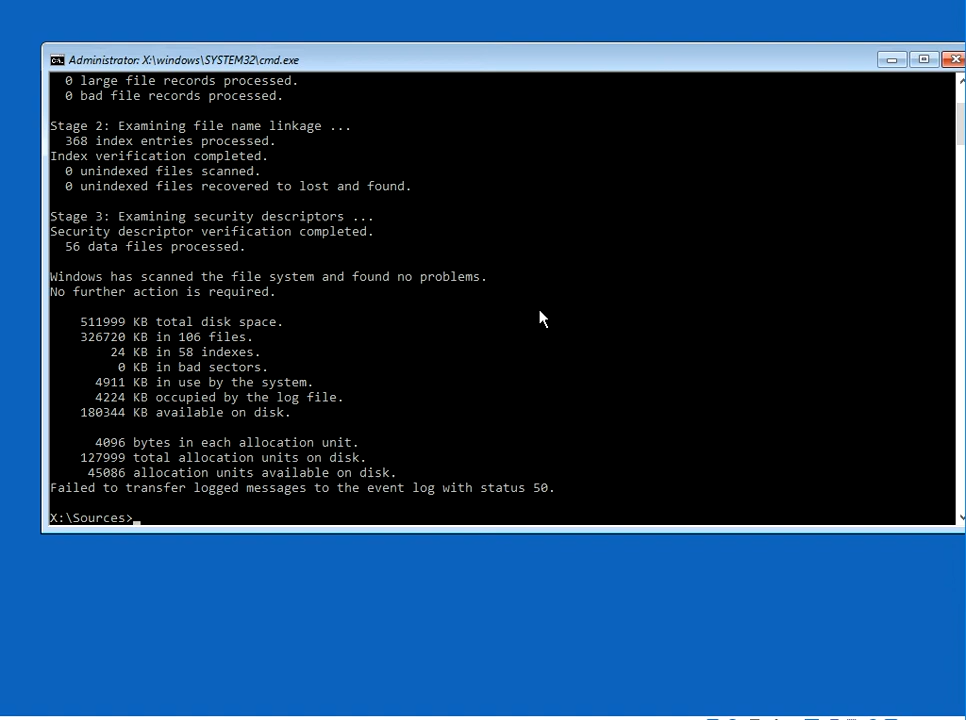 Administrator: X:\windows\SYSTEM32\cmd.exe
0 large file records processed.
0 bad file records processed.
Stage 2: Examining file name linkage ...
368 index entries processed.
Index verification completed.
0 unindexed files scanned.
0 unindexed files recovered to lost and found.
Stage 3: Examining security descriptors ...
Security descriptor verification completed.
56 data files processed.
Windows has scanned the file system and found no problems.
No further action is required.
511999 KB total disk space.
326720 KB in 106 files.
24 KB in 58 indexes.
0 KB in bad sectors.
4911 KB in use by the system.
4224 KB occupied by the log file.
180344 KB available on disk.
4096 bytes in each allocation unit.
127999 total allocation units on disk.
45086 allocation units available on disk.
Failed to transfer logged messages to the event log with status 50.
X:\Sources>